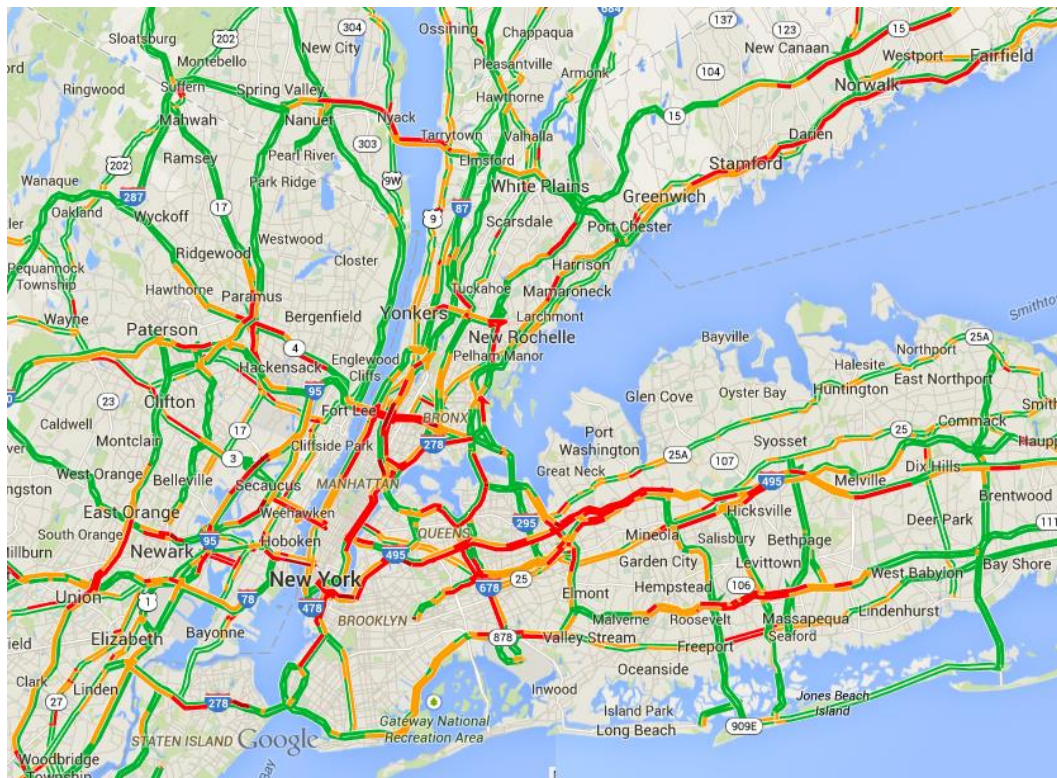 Sloatsburg
202
304
New City
Ossining
Chappaqua
684
137
123
15
Montebello
Pleasantville
New Canaan
Westport
Suffern
Spring Valley
Armonk
104
Fairfield
Ringwood
Hawthorne
Norwalk
Mahwah
Nanuet
Nyack
15
Tarrytown
Valhalla
Darien
Ramsey
Pearl River
303
Elmsford
Stamford
202
Park Ridge
9W
White Plains
Wanaque
287
17
Greenwich
Oakland
Wyckoff
9
87
Scarsdale
Port Chester
Westwood
Ridgewood
Closter
Harrison
Pequannock
Township
Hawthorne
Paramus
Tuckahoe
Mamaroneck
Wayne
Bergenfield
Yonkers
Larchmont
Smithto
Paterson
4
New Rochelle
Bayville
25A
Englewood
Cliffs
Pelham Manor
Northport
Hackensack
Halesite
95
East Northport
Clifton
Huntington
23
Fort Lee
BRONX
Glen Cove
Oyster Bay
Caldwell
17
278
Commack
Smith
Montclair
Cliffside Park
Port
Washington
Syosset
25
Haupp
3
25A
107
West Orange
Belleville
Secaucus
MANHATTAN
Great Neck
495
Melville
Dix Hills
ngston
Weehawken
Brentwood
East Orange
295
Hicksville
South Orange
95
Hoboken
QUEENS
Mineola
Salisbury
Deer Park
111
Millburn
Newark
495
Bethpage
Garden City
Levittown
Bay Shore
New York
25
Hempstead
West Babylon
Union
1
78
478
678
Elmont
106
BROOKLYN
Massapequa
Lindenhurst
Elizabeth
Bayonne
878
Malverne
Roosevelt
Seaford
Valley Stream
Freeport
Oceanside
Clark
Linden
Inwood
27
278
Gateway National
Recreation Area
Island Park
Long Beach
Jones Beach
Island
909E
STATEN ISLAND
Google
Woodbridge
Township
Bay